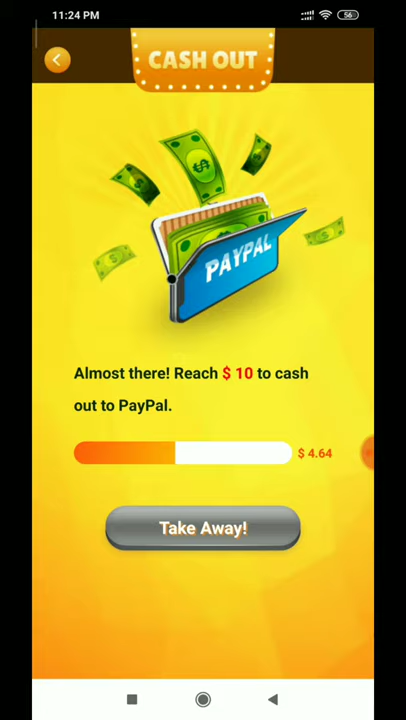 11:24 PM
56
CASH OUT
PAYPAL
Almost there! Reach $ 10 to cash
out to PayPal.
$ 4.64
Take Away!